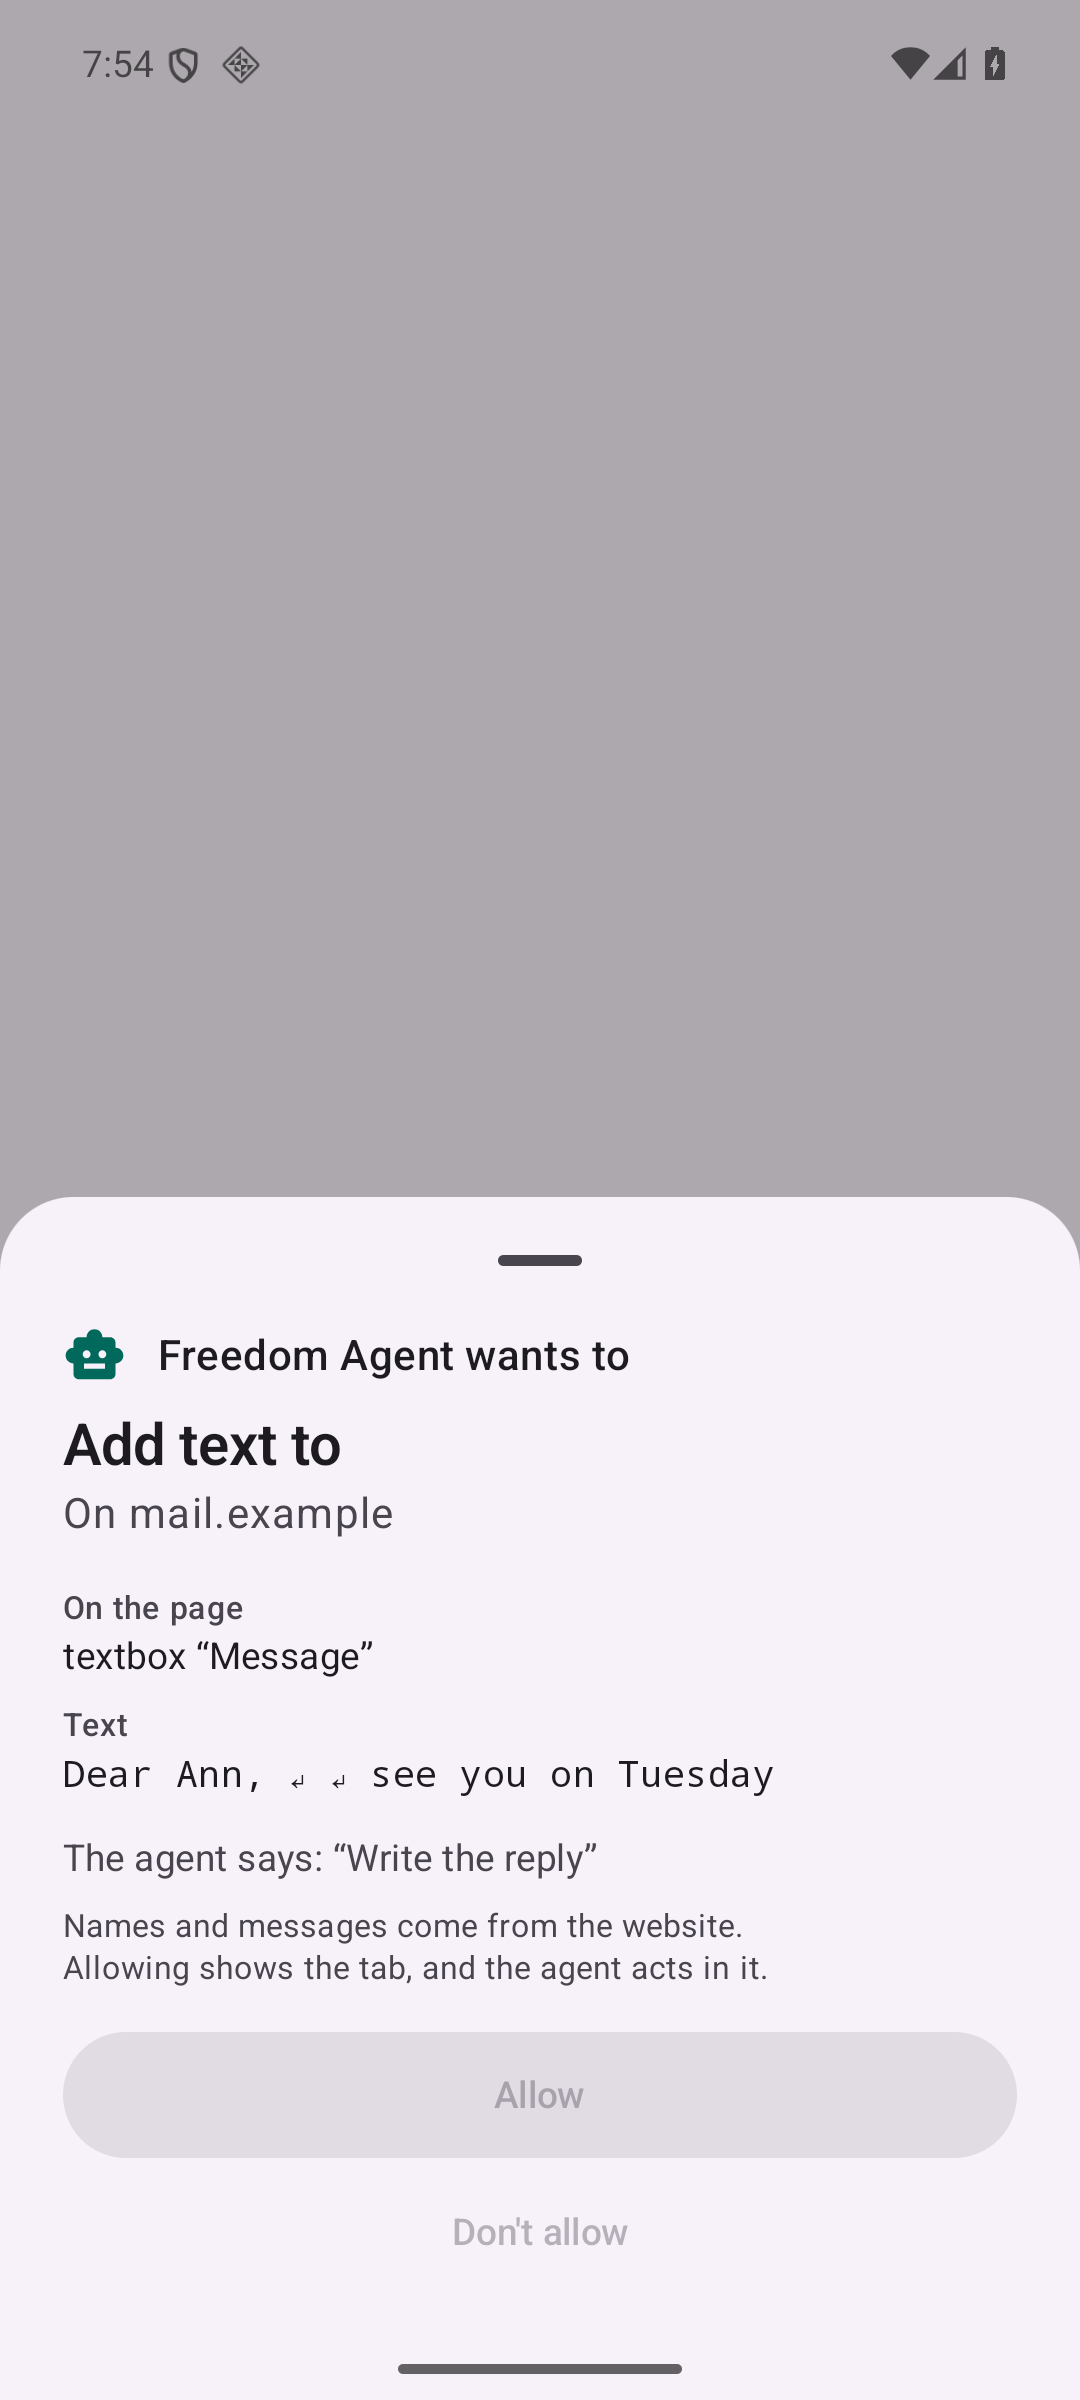 7:54
Freedom Agent wants to
Add text to
On mail.example
On the page
textbox “Message”
Text
Dear Ann, ↵ ↵ see you on Tuesday
The agent says: “Write the reply”
Names and messages come from the website.
Allowing shows the tab, and the agent acts in it.
Allow
Don't allow